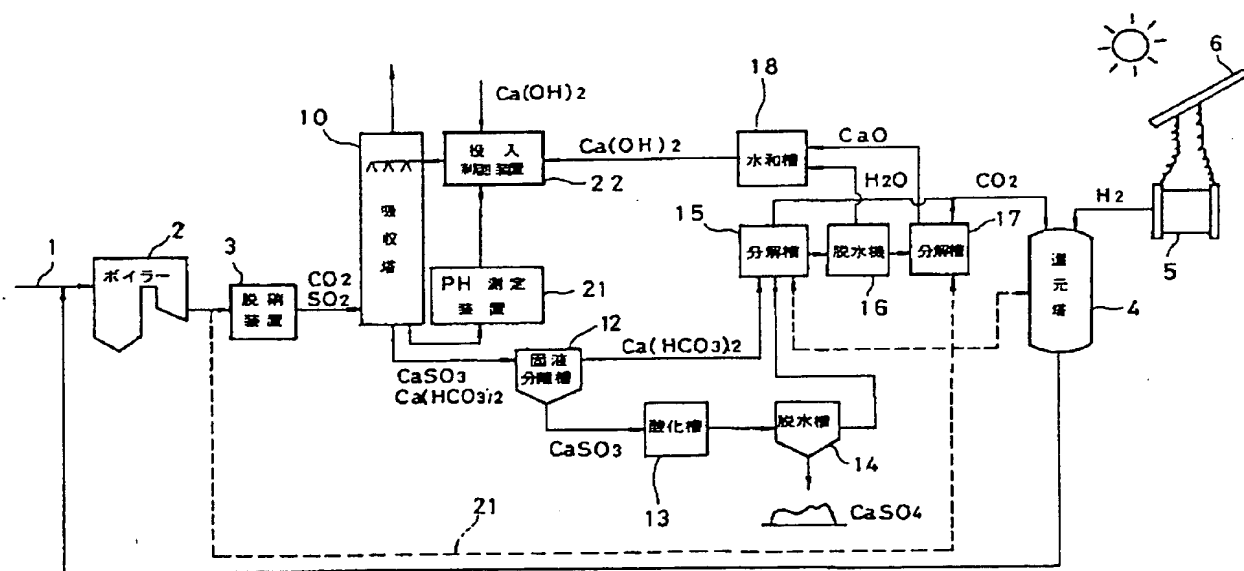 6
18
Ca(OH)2
10
CaO
投入
制御装置
Ca(OH)2
水和槽
22
H2O
CO2
H2
吸収塔
15
17
5
1
2
ボイラー
3
脱硝
装置
CO2
SO2
PH 測定
装置
21
分解槽
脱水機
分解槽
16
還元塔
4
12
固液
分離槽
Ca(HCO3)2
CaSO3
Ca(HCO3)2
CaSO3
酸化槽
脱水槽
14
13
21
CaSO4